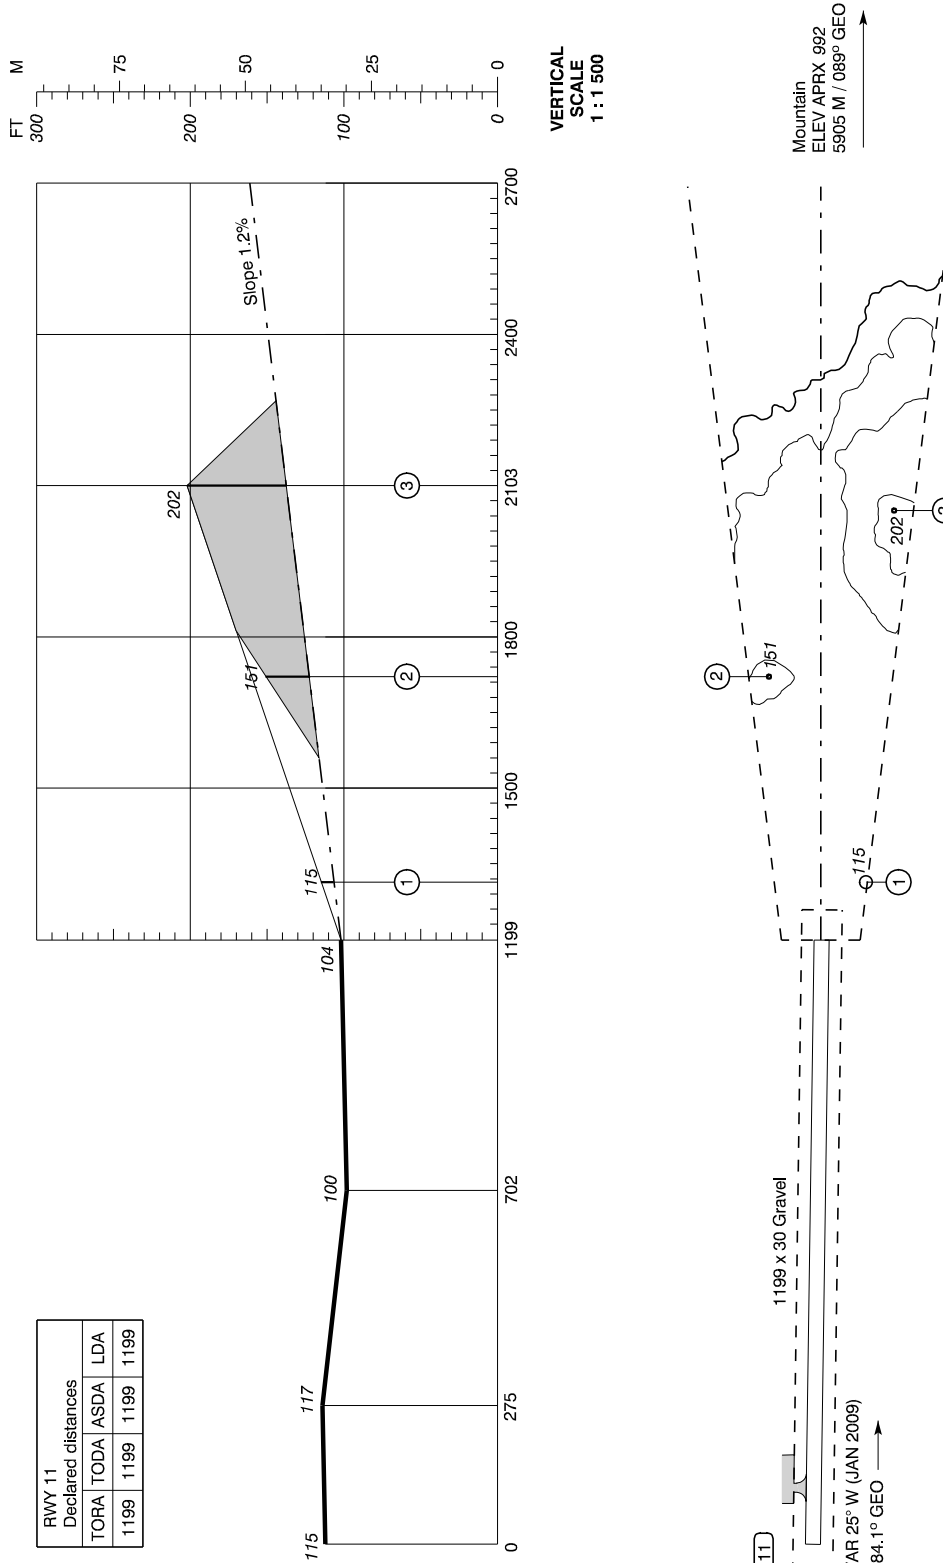 RWY 11
Declared distances
TORA TODA ASDA LDA
1199 1199 1199 1199
FT M
300
200
100
0
75
50
25
0
VERTICAL
SCALE
1 : 1 500
Slope 1.2%
115
117
100
104
115
151
202
1
2
3
0
275
702
1199
1500
1800
2103
2400
2700
Mountain
ELEV APRX 992
5905 M / 089° GEO
1199 x 30 Gravel
11
AR 25° W (JAN 2009)
84.1° GEO
115
1
151
2
202